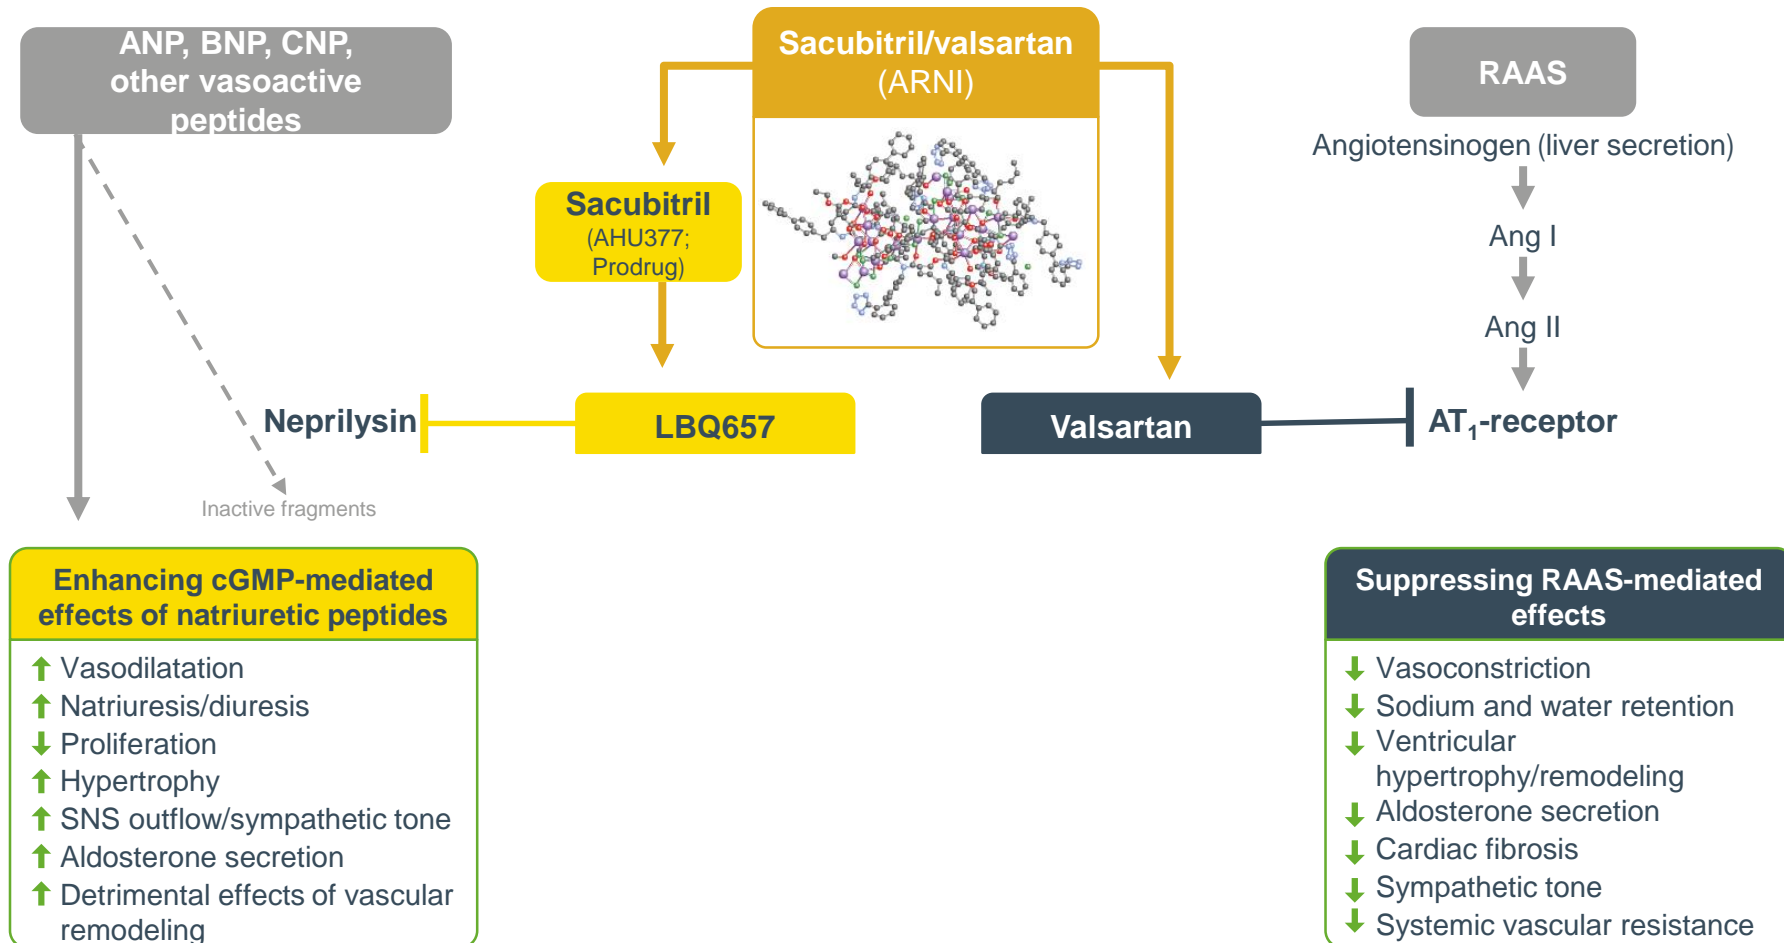 ANP, BNP, CNP,
other vasoactive
peptides
Sacubitril/valsartan
(ARNI)
RAAS
Angiotensinogen (liver secretion)
Sacubitril
(AHU377;
Prodrug)
Ang I
Ang II
Neprilysin
LBQ657
Valsartan
AT₁-receptor
Inactive fragments
Enhancing cGMP-mediated
effects of natriuretic peptides
↑ Vasodilatation
↑ Natriuresis/diuresis
↓ Proliferation
↑ Hypertrophy
↑ SNS outflow/sympathetic tone
↑ Aldosterone secretion
↑ Detrimental effects of vascular
remodeling
Suppressing RAAS-mediated
effects
↓ Vasoconstriction
↓ Sodium and water retention
↓ Ventricular
hypertrophy/remodeling
↓ Aldosterone secretion
↓ Cardiac fibrosis
↓ Sympathetic tone
↓ Systemic vascular resistance